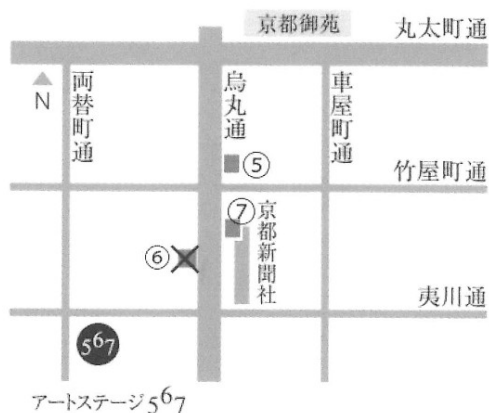 京都御苑
丸太町通
N
両替町通
烏丸通
車屋町通
⑤
竹屋町通
⑦
京都新聞社
⑥
夷川通
567
アートステージ567